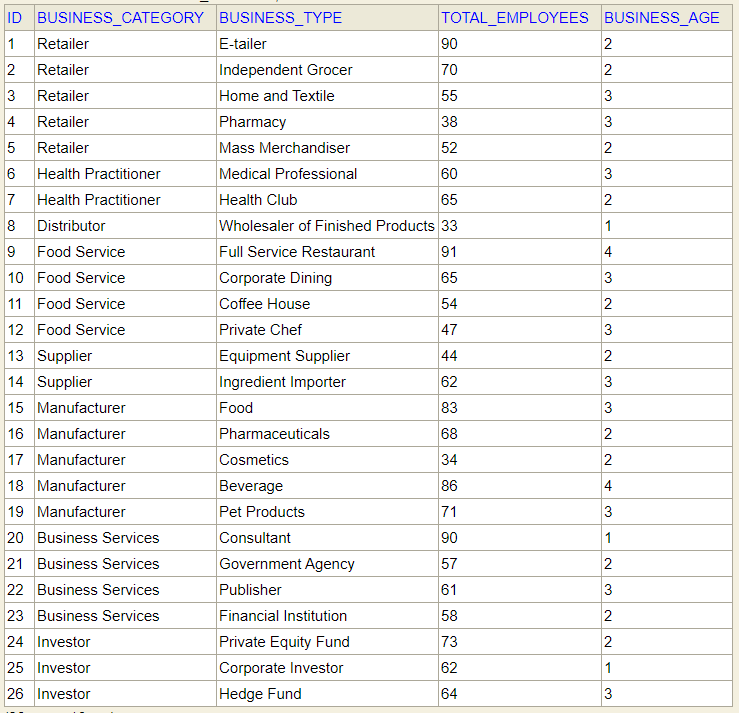 ID BUSINESS_CATEGORY BUSINESS_TYPE TOTAL_EMPLOYEES BUSINESS_AGE
1 Retailer E-tailer 90 2
2 Retailer Independent Grocer 70 2
3 Retailer Home and Textile 55 3
4 Retailer Pharmacy 38 3
5 Retailer Mass Merchandiser 52 2
6 Health Practitioner Medical Professional 60 3
7 Health Practitioner Health Club 65 2
8 Distributor Wholesaler of Finished Products 33 1
9 Food Service Full Service Restaurant 91 4
10 Food Service Corporate Dining 65 3
11 Food Service Coffee House 54 2
12 Food Service Private Chef 47 3
13 Supplier Equipment Supplier 44 2
14 Supplier Ingredient Importer 62 3
15 Manufacturer Food 83 3
16 Manufacturer Pharmaceuticals 68 2
17 Manufacturer Cosmetics 34 2
18 Manufacturer Beverage 86 4
19 Manufacturer Pet Products 71 3
20 Business Services Consultant 90 1
21 Business Services Government Agency 57 2
22 Business Services Publisher 61 3
23 Business Services Financial Institution 58 2
24 Investor Private Equity Fund 73 2
25 Investor Corporate Investor 62 1
26 Investor Hedge Fund 64 3